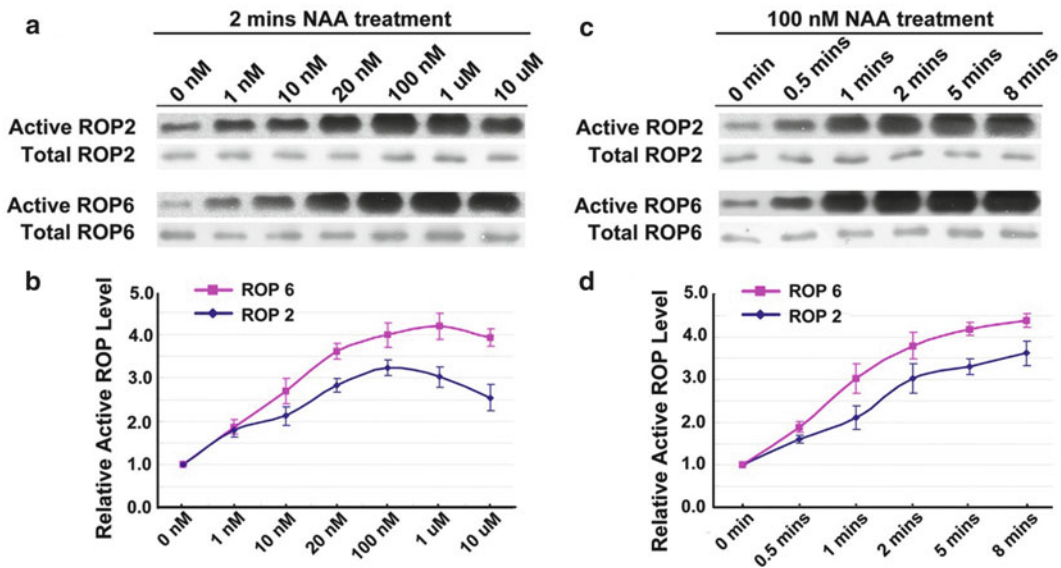 a
2 mins NAA treatment
0 nM
1 nM
10 nM
20 nM
100 nM
1 uM
10 uM
Active ROP2
Total ROP2
Active ROP6
Total ROP6
b
ROP 6
ROP 2
Relative Active ROP Level
5.0
4.0
3.0
2.0
1.0
0.0
0 nM
1 nM
10 nM
20 nM
100 nM
1 uM
10 uM
c
100 nM NAA treatment
0 min
0.5 mins
1 mins
2 mins
5 mins
8 mins
Active ROP2
Total ROP2
Active ROP6
Total ROP6
d
ROP 6
ROP 2
Relative Active ROP Level
5.0
4.0
3.0
2.0
1.0
0.0
0 min
0.5 mins
1 mins
2 mins
5 mins
8 mins